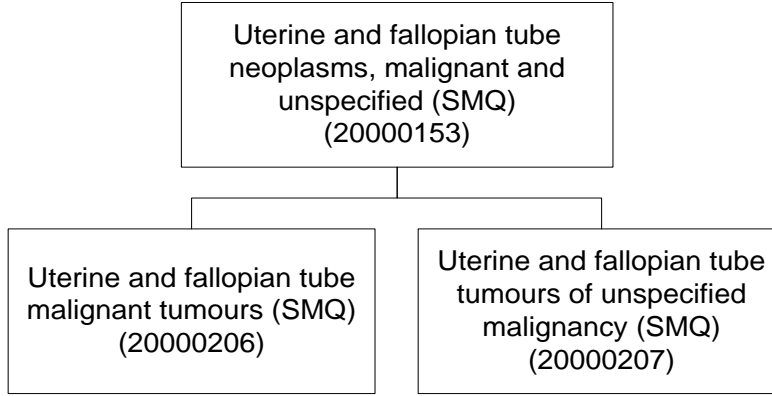 Uterine and fallopian tube
neoplasms, malignant and
unspecified (SMQ)
(20000153)
Uterine and fallopian tube
malignant tumours (SMQ)
(20000206)
Uterine and fallopian tube
tumours of unspecified
malignancy (SMQ)
(20000207)